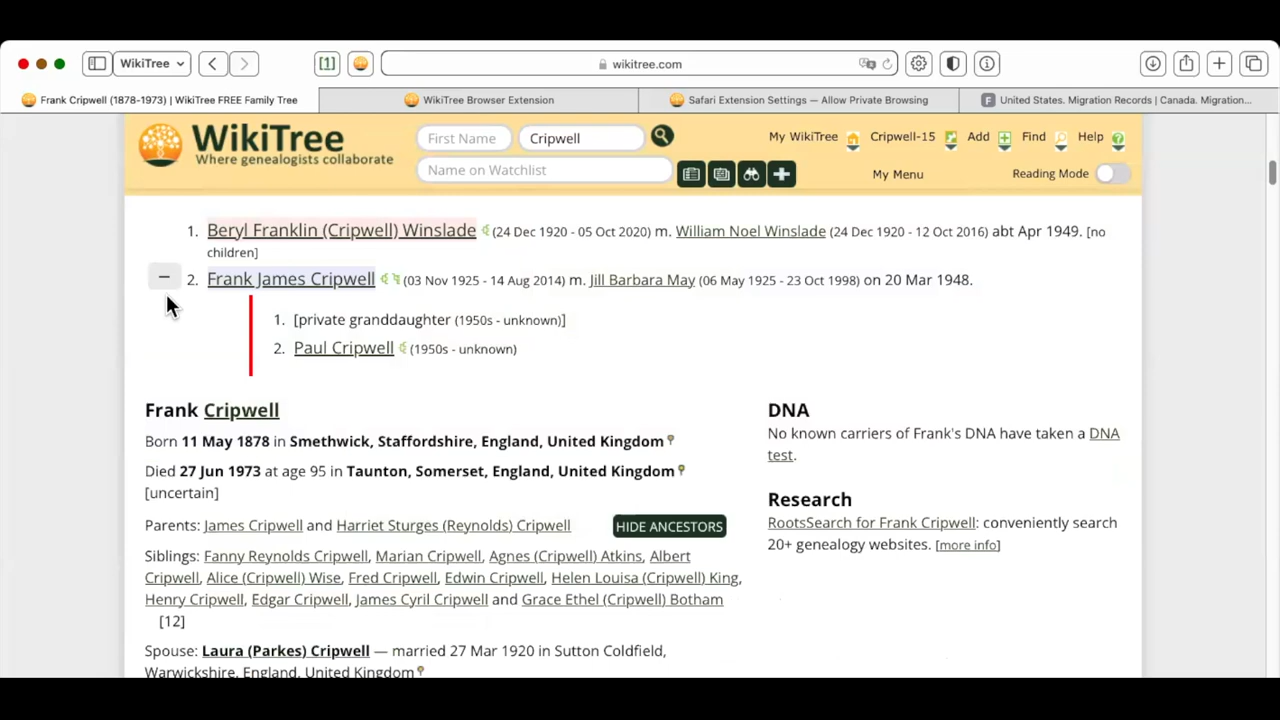 WikiTree
[1]
wikitree.com
Frank Cripwell (1878-1973) | WikiTree FREE Family Tree
WikiTree Browser Extension
Safari Extension Settings — Allow Private Browsing
United States. Migration Records | Canada. Migration...
WikiTree
Where genealogists collaborate
First Name
Cripwell
Name on Watchlist
My WikiTree
Cripwell-15
Add
Find
Help
My Menu
Reading Mode
1. Beryl Franklin (Cripwell) Winslade (24 Dec 1920 - 05 Oct 2020) m. William Noel Winslade (24 Dec 1920 - 12 Oct 2016) abt Apr 1949. [no
children]
2. Frank James Cripwell (03 Nov 1925 - 14 Aug 2014) m. Jill Barbara May (06 May 1925 - 23 Oct 1998) on 20 Mar 1948.
1. [private granddaughter (1950s - unknown)]
2. Paul Cripwell (1950s - unknown)
Frank Cripwell
Born 11 May 1878 in Smethwick, Staffordshire, England, United Kingdom
Died 27 Jun 1973 at age 95 in Taunton, Somerset, England, United Kingdom
[uncertain]
Parents: James Cripwell and Harriet Sturges (Reynolds) Cripwell
HIDE ANCESTORS
Siblings: Fanny Reynolds Cripwell, Marian Cripwell, Agnes (Cripwell) Atkins, Albert
Cripwell, Alice (Cripwell) Wise, Fred Cripwell, Edwin Cripwell, Helen Louisa (Cripwell) King,
Henry Cripwell, Edgar Cripwell, James Cyril Cripwell and Grace Ethel (Cripwell) Botham
[12]
Spouse: Laura (Parkes) Cripwell — married 27 Mar 1920 in Sutton Coldfield,
Warwickshire, England, United Kingdom
DNA
No known carriers of Frank's DNA have taken a DNA
test.
Research
RootsSearch for Frank Cripwell: conveniently search
20+ genealogy websites. [more info]